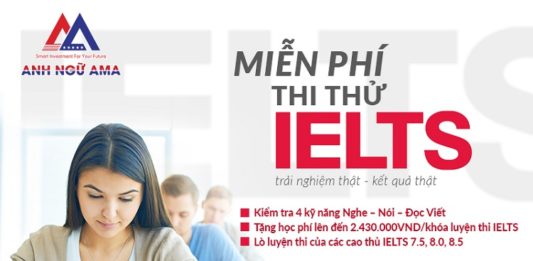 Smart Investment For Your Future
ANH NGỮ AMA
MIỄN PHÍ
THI THỬ
IELTS
trải nghiệm thật - kết quả thật
Kiểm tra 4 kỹ năng Nghe – Nói – Đọc Viết
Tặng học phí lên đến 2.430.000VND/khóa luyện thi IELTS
Lò luyện thi của các cao thủ IELTS 7.5, 8.0, 8.5